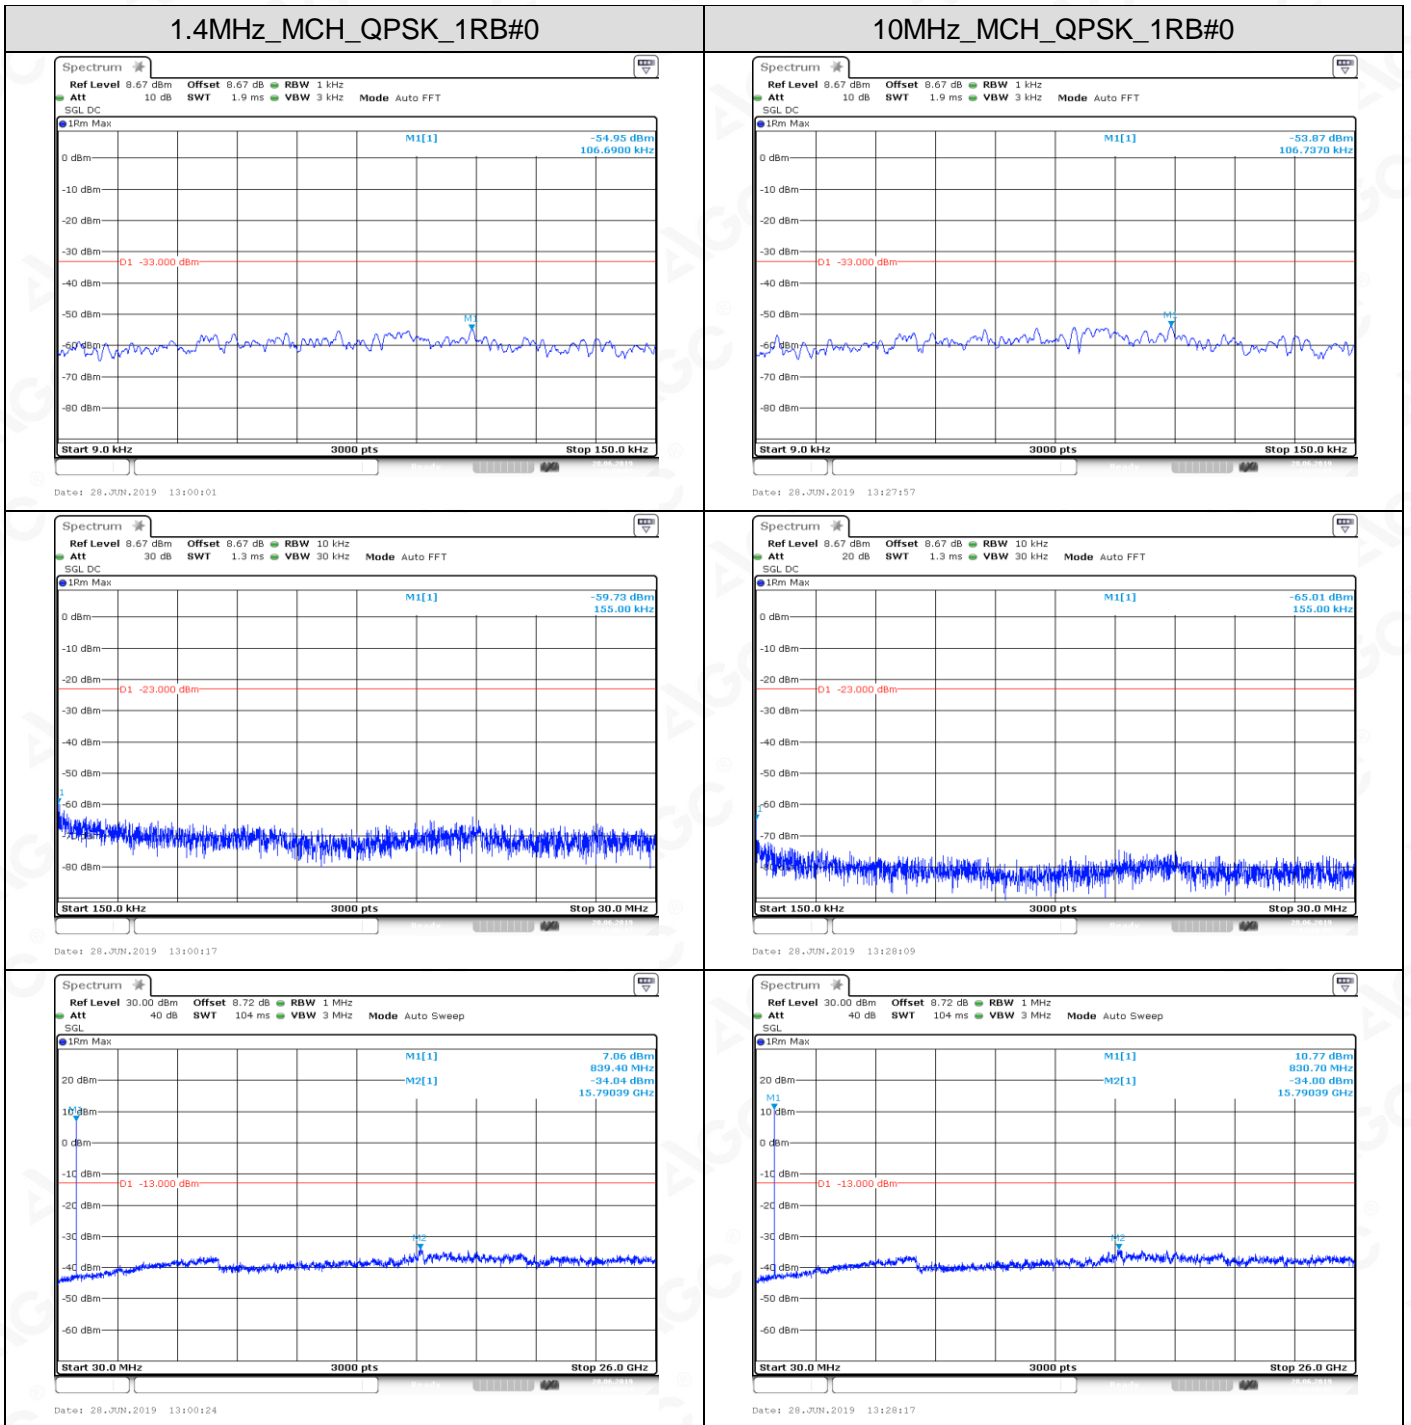 1.4MHz_MCH_QPSK_1RB#0
10MHz_MCH_QPSK_1RB#0
Spectrum
Ref Level 8.67 dBm Offset 8.67 dB RBW 1 kHz
Att 10 dB SWT 1.9 ms VBW 3 kHz Mode Auto FFT
SGL DC
1Rm Max
M1[1] -54.95 dBm
106.6900 kHz
0 dBm
-10 dBm
-20 dBm
-30 dBm
D1 -33.000 dBm
-40 dBm
-50 dBm
M1
-60 dBm
-70 dBm
-80 dBm
Start 9.0 kHz 3000 pts Stop 150.0 kHz
Date: 28.JUN.2019 13:00:01
Spectrum
Ref Level 8.67 dBm Offset 8.67 dB RBW 1 kHz
Att 10 dB SWT 1.9 ms VBW 3 kHz Mode Auto FFT
SGL DC
1Rm Max
M1[1] -53.87 dBm
106.7370 kHz
0 dBm
-10 dBm
-20 dBm
-30 dBm
D1 -33.000 dBm
-40 dBm
-50 dBm
M1
-60 dBm
-70 dBm
-80 dBm
Start 9.0 kHz 3000 pts Stop 150.0 kHz
Date: 28.JUN.2019 13:27:57
Spectrum
Ref Level 8.67 dBm Offset 8.67 dB RBW 10 kHz
Att 30 dB SWT 1.3 ms VBW 30 kHz Mode Auto FFT
SGL DC
1Rm Max
M1[1] -59.73 dBm
155.00 kHz
0 dBm
-10 dBm
-20 dBm
D1 -23.000 dBm
-30 dBm
-40 dBm
-50 dBm
1
-60 dBm
-70 dBm
-80 dBm
Start 150.0 kHz 3000 pts Stop 30.0 MHz
Date: 28.JUN.2019 13:00:17
Spectrum
Ref Level 8.67 dBm Offset 8.67 dB RBW 10 kHz
Att 20 dB SWT 1.3 ms VBW 30 kHz Mode Auto FFT
SGL DC
1Rm Max
M1[1] -65.01 dBm
155.00 kHz
0 dBm
-10 dBm
-20 dBm
D1 -23.000 dBm
-30 dBm
-40 dBm
-50 dBm
-60 dBm
1
-70 dBm
-80 dBm
Start 150.0 kHz 3000 pts Stop 30.0 MHz
Date: 28.JUN.2019 13:28:09
Spectrum
Ref Level 30.00 dBm Offset 8.72 dB RBW 1 MHz
Att 40 dB SWT 104 ms VBW 3 MHz Mode Auto Sweep
SGL
1Rm Max
M1[1] 7.06 dBm
839.40 MHz
20 dBm M2[1] -34.04 dBm
15.79039 GHz
10 dBm
0 dBm
-10 dBm
D1 -13.000 dBm
-20 dBm
-30 dBm
M2
-40 dBm
-50 dBm
-60 dBm
Start 30.0 MHz 3000 pts Stop 26.0 GHz
Date: 28.JUN.2019 13:00:24
Spectrum
Ref Level 30.00 dBm Offset 8.72 dB RBW 1 MHz
Att 40 dB SWT 104 ms VBW 3 MHz Mode Auto Sweep
SGL
1Rm Max
M1[1] 10.77 dBm
830.70 MHz
20 dBm M2[1] -34.00 dBm
15.79039 GHz
M1
10 dBm
0 dBm
-10 dBm
D1 -13.000 dBm
-20 dBm
-30 dBm
M2
-40 dBm
-50 dBm
-60 dBm
Start 30.0 MHz 3000 pts Stop 26.0 GHz
Date: 28.JUN.2019 13:28:17